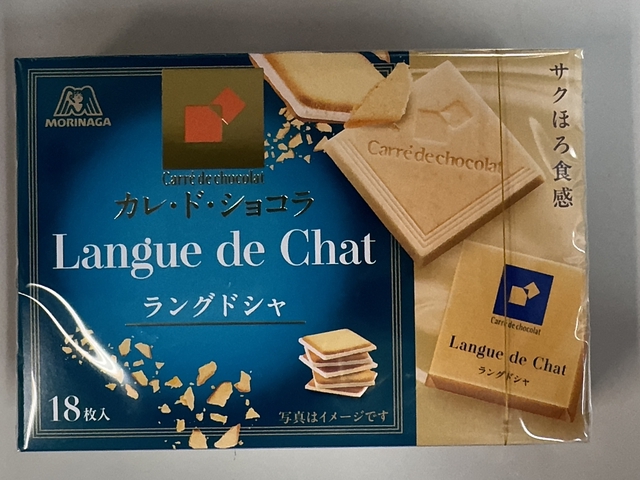 MORINAGA
Carré de chocolat
カレ・ド・ショコラ
Langue de Chat
ラングドシャ
18枚入
写真はイメージです
サクほろ食感
Carré de chocolat
Carré de chocolat
Langue de Chat
ラングドシャ